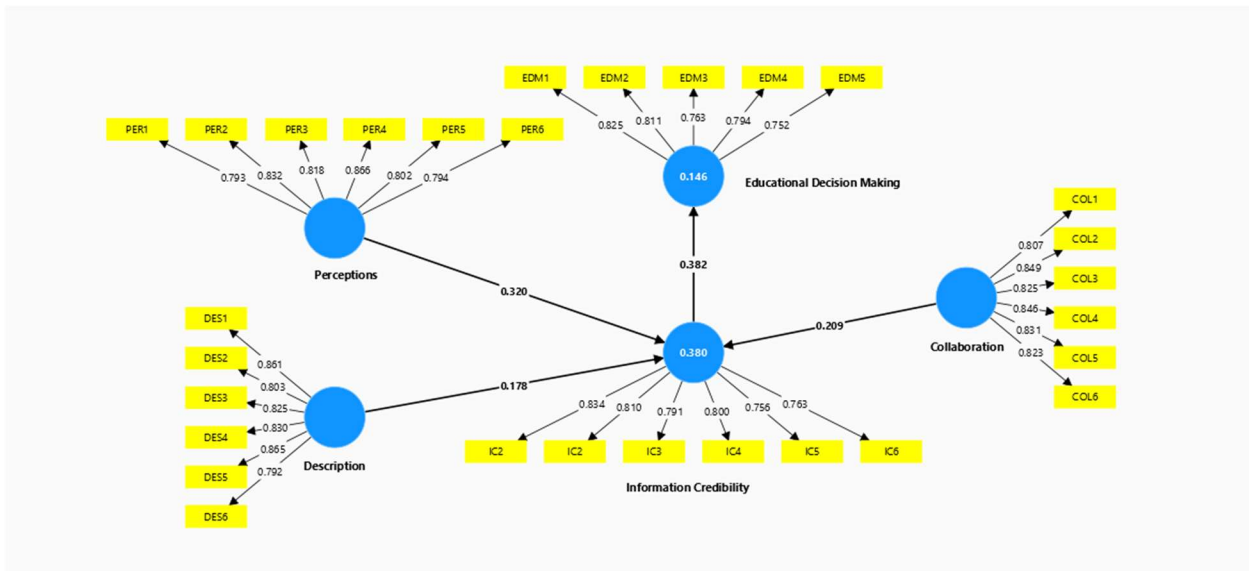 EDM1 EDM2 EDM3 EDM4 EDM5
0.825 0.811 0.763 0.794 0.752
0.146
Educational Decision Making
PER1 PER2 PER3 PER4 PER5 PER6
0.793 0.832 0.818 0.866 0.802 0.794
Perceptions
COL1
COL2
COL3
COL4
COL5
COL6
0.807
0.849
0.825
0.846
0.831
0.823
Collaboration
0.382
0.320
0.209
0.178
0.380
DES1
DES2
DES3
DES4
DES5
DES6
0.861
0.803
0.825
0.830
0.865
0.792
Description
0.834 0.810 0.791 0.800 0.756 0.763
IC2 IC2 IC3 IC4 IC5 IC6
Information Credibility